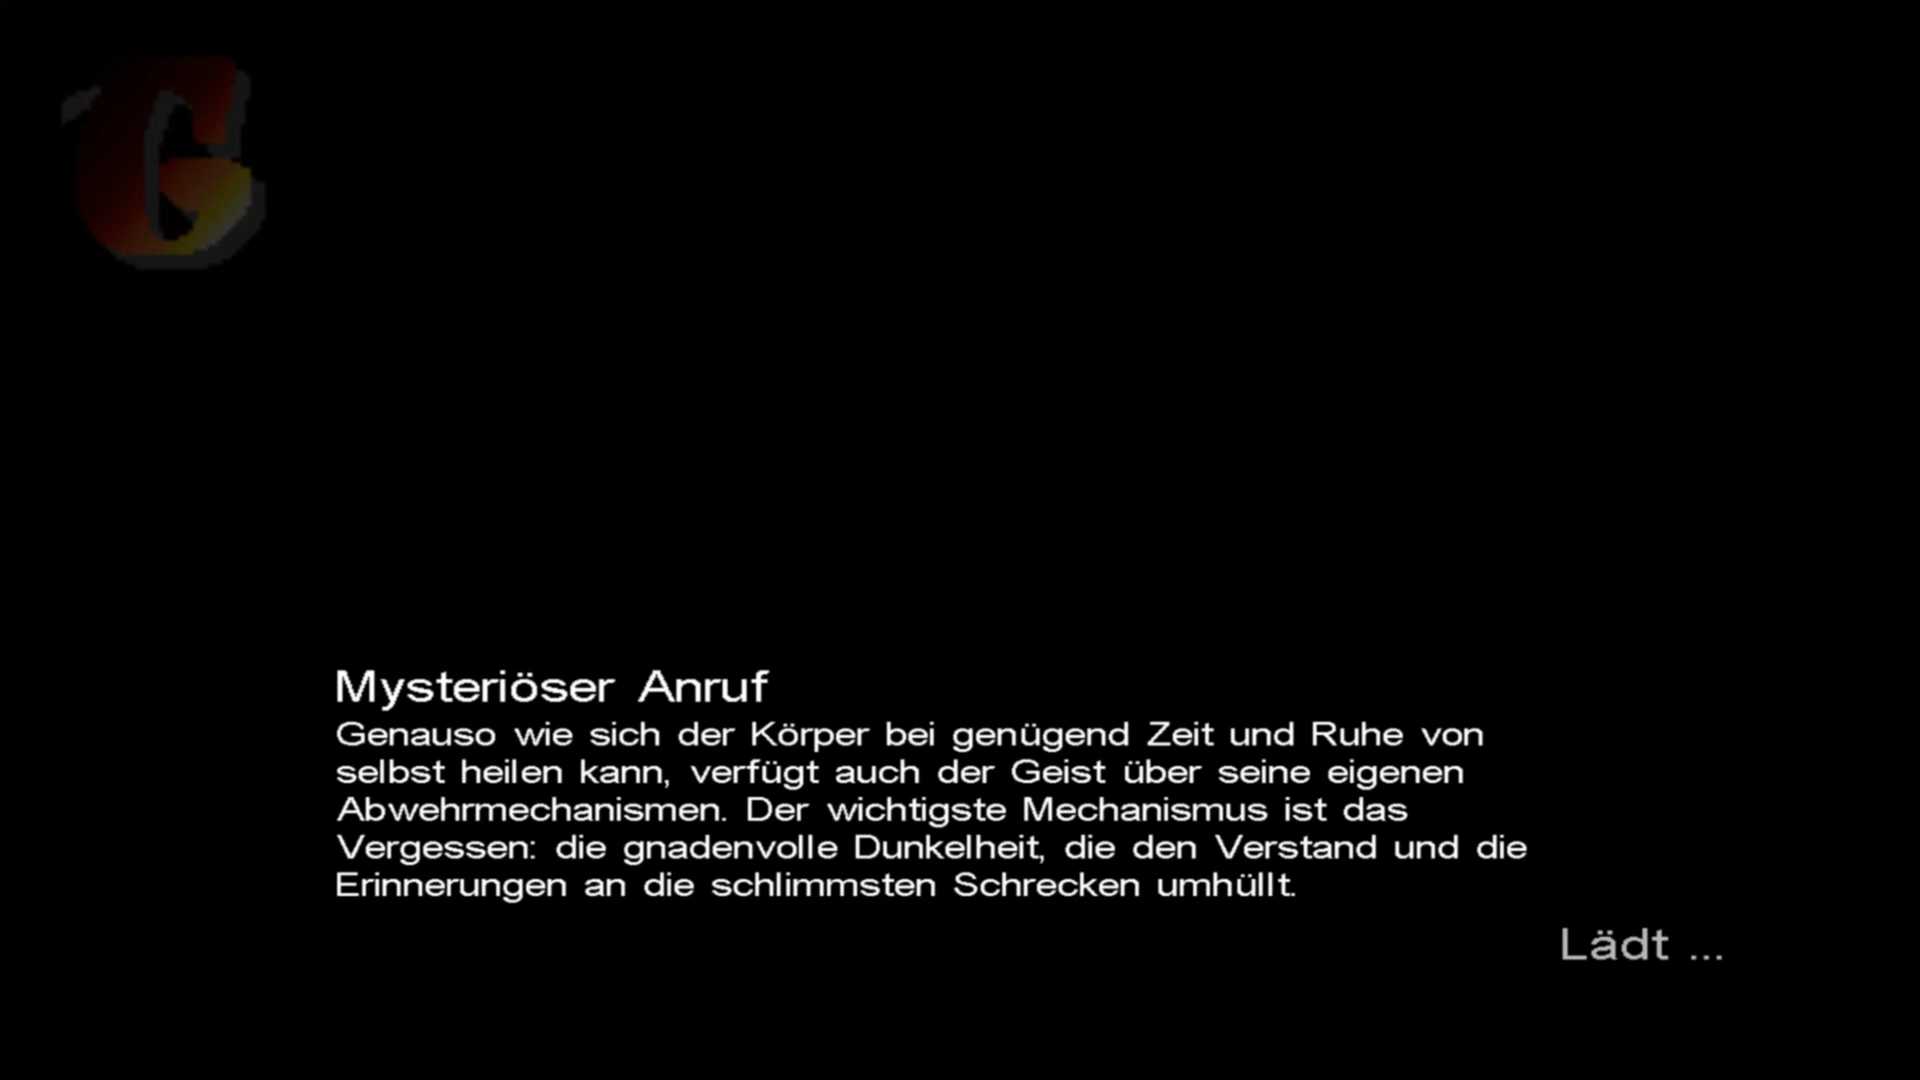 G
Mysteriöser Anruf
Genauso wie sich der Körper bei genügend Zeit und Ruhe von
selbst heilen kann, verfügt auch der Geist über seine eigenen
Abwehrmechanismen. Der wichtigste Mechanismus ist das
Vergessen: die gnadenvolle Dunkelheit, die den Verstand und die
Erinnerungen an die schlimmsten Schrecken umhüllt.
Lädt ...